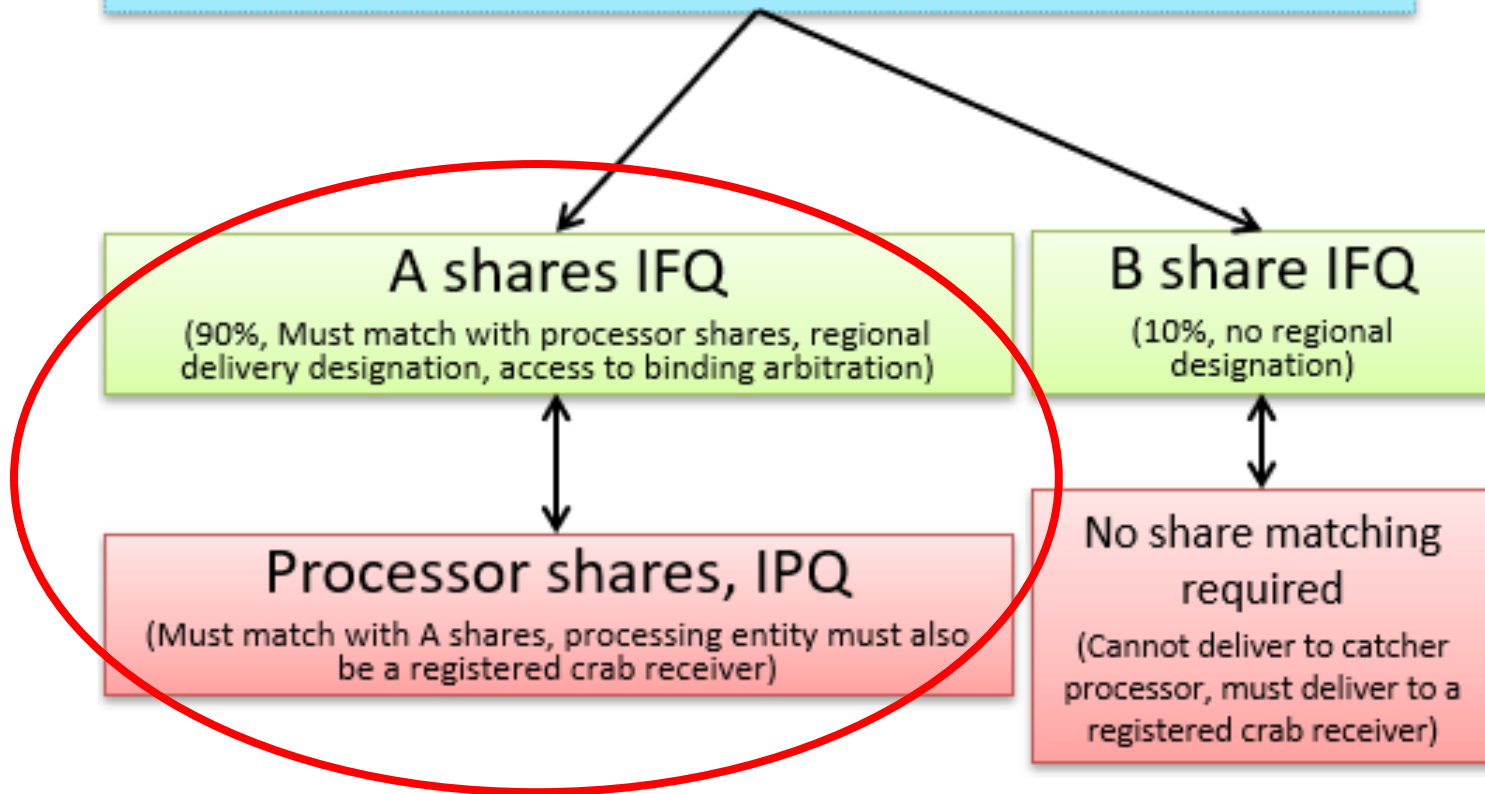 A shares IFQ
(90%, Must match with processor shares, regional
delivery designation, access to binding arbitration)
B share IFQ
(10%, no regional
designation)
Processor shares, IPQ
(Must match with A shares, processing entity must also
be a registered crab receiver)
No share matching
required
(Cannot deliver to catcher
processor, must deliver to a
registered crab receiver)